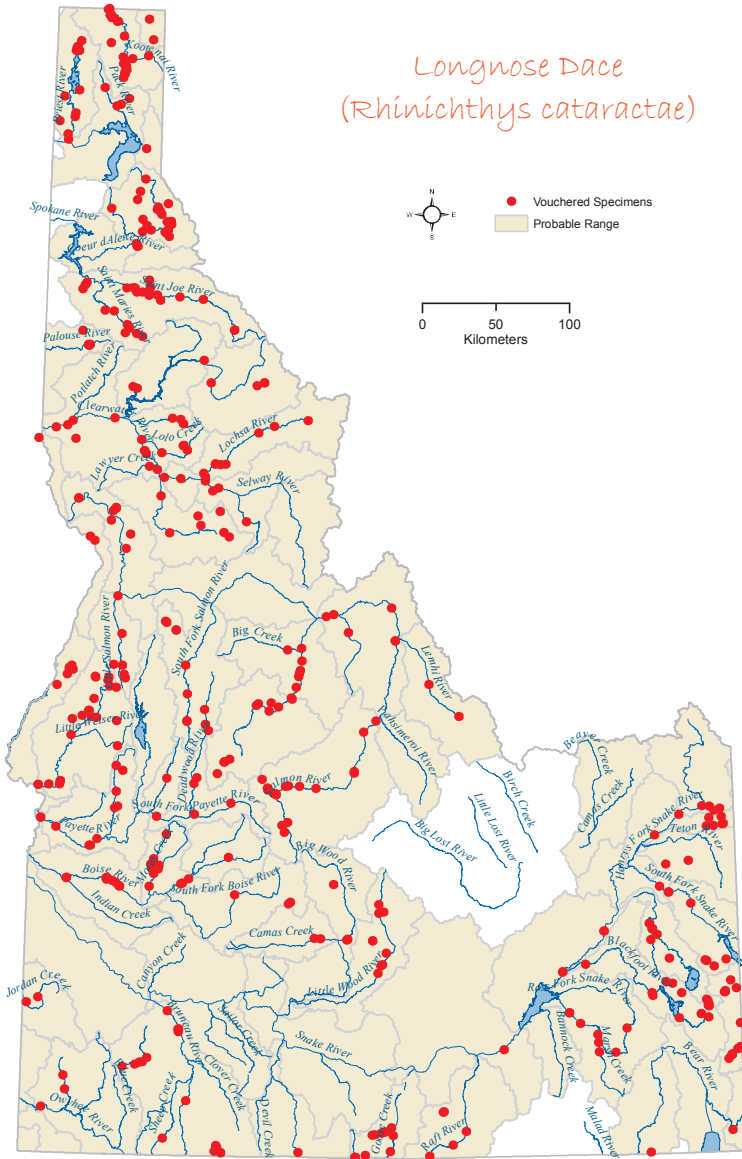 Longnose Dace
(Rhinichthys cataractae)
N
W
E
S
Vouchered Specimens
Probable Range
0
50
100
Kilometers
Kootenai River
Priest River
Pack River
Spokane River
Coeur dAlene River
Saint Joe River
Saint Maries River
Palouse River
Potlatch River
Clearwater River
Lolo Creek
Lochsa River
Lawyer Creek
Selway River
South Fork Salmon River
Little Salmon River
Big Creek
Lemhi River
Little Weiser River
Pahsimeroi River
Deadwood River
Salmon River
Beaver Creek
Birch Creek
Camas Creek
Little Lost River
Big Lost River
Henrys Fork Snake River
Teton River
South Fork Payette River
Payette River
Big Wood River
Boise River
South Fork Boise River
Indian Creek
South Fork Snake River
Camas Creek
Canyon Creek
Blackfoot River
Little Wood River
Jordan Creek
Ross Fork Snake River
Bruneau River
Sailor Creek
Snake River
Bannock Creek
Marsh Creek
Bear River
Clover Creek
Sheep Creek
Owyhee River
Devil Creek
Goose Creek
Raft River
Malad River